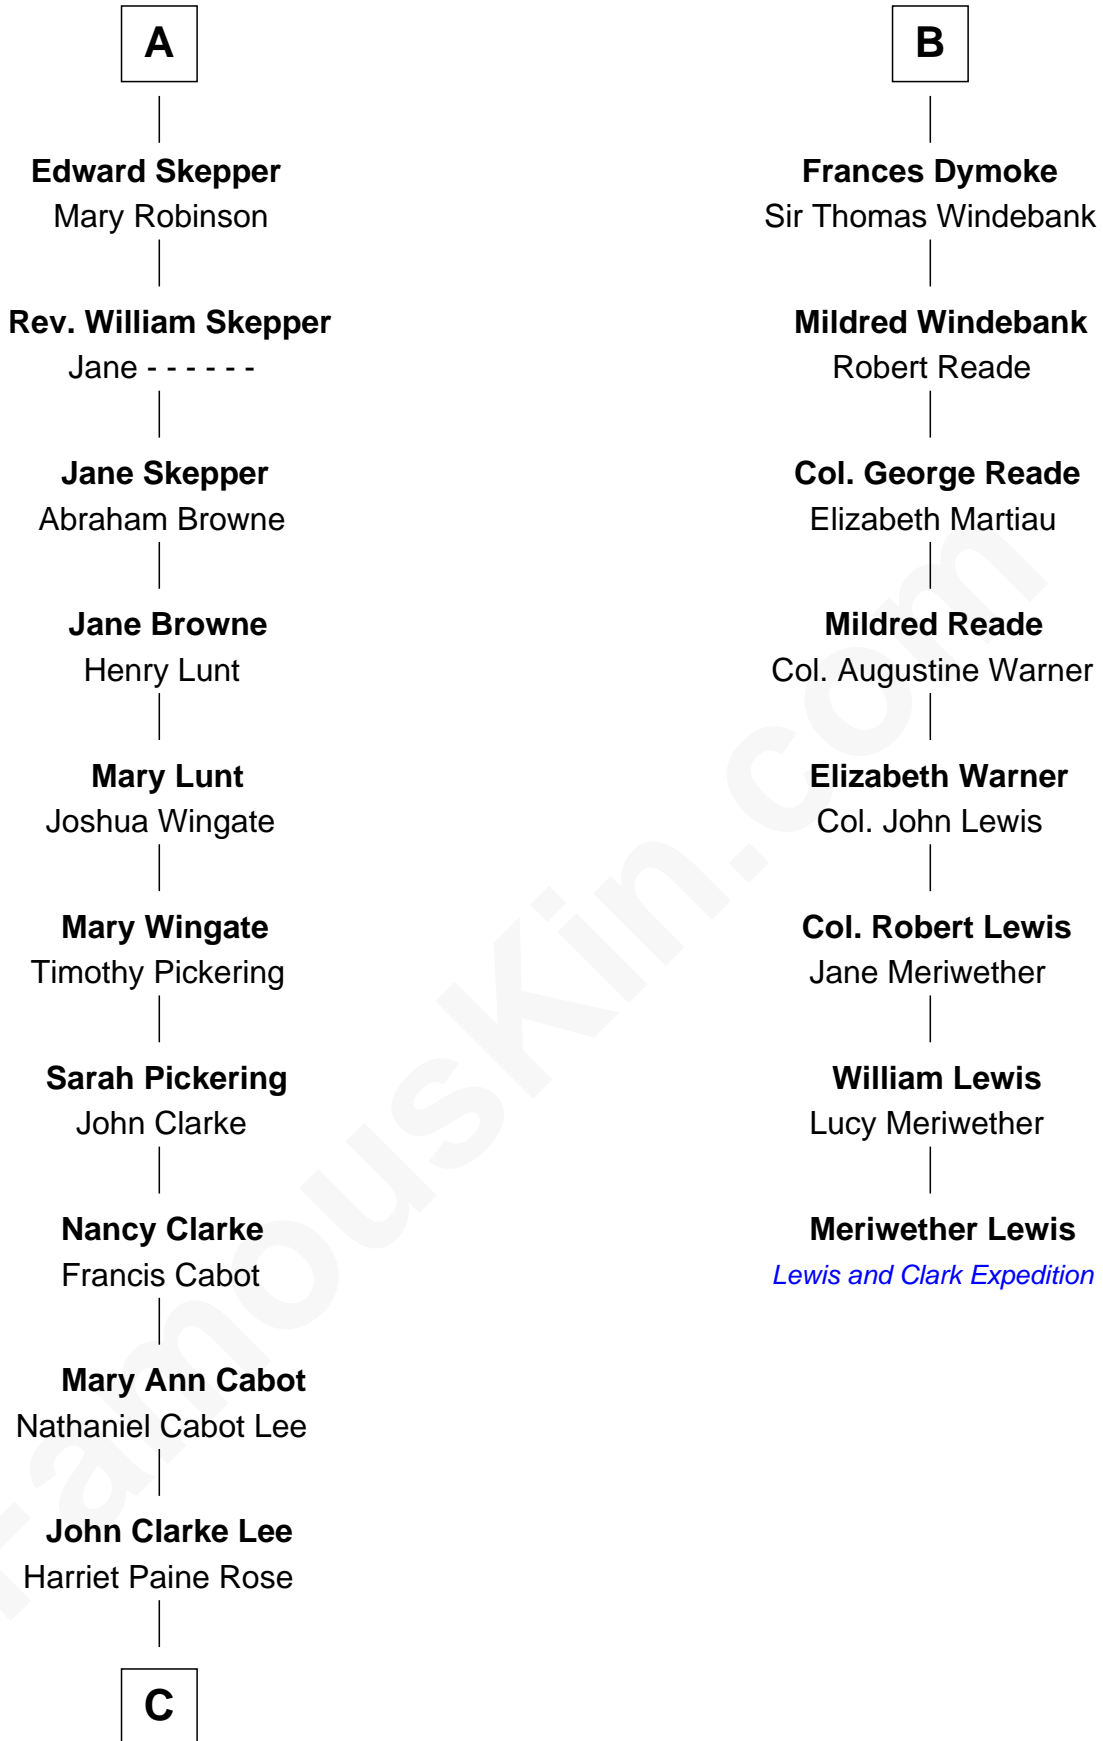 A
Edward Skepper
Mary Robinson
Rev. William Skepper
Jane - - - - - -
Jane Skepper
Abraham Browne
Jane Browne
Henry Lunt
Mary Lunt
Joshua Wingate
Mary Wingate
Timothy Pickering
Sarah Pickering
John Clarke
Nancy Clarke
Francis Cabot
Mary Ann Cabot
Nathaniel Cabot Lee
John Clarke Lee
Harriet Paine Rose
C
B
Frances Dymoke
Sir Thomas Windebank
Mildred Windebank
Robert Reade
Col. George Reade
Elizabeth Martiau
Mildred Reade
Col. Augustine Warner
Elizabeth Warner
Col. John Lewis
Col. Robert Lewis
Jane Meriwether
William Lewis
Lucy Meriwether
Meriwether Lewis
Lewis and Clark Expedition
FamousKin.com